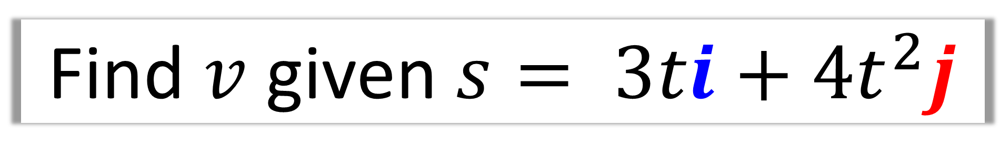 Find 𝑣 given 𝑠 = 3𝑡𝒊 + 4𝑡²𝒋